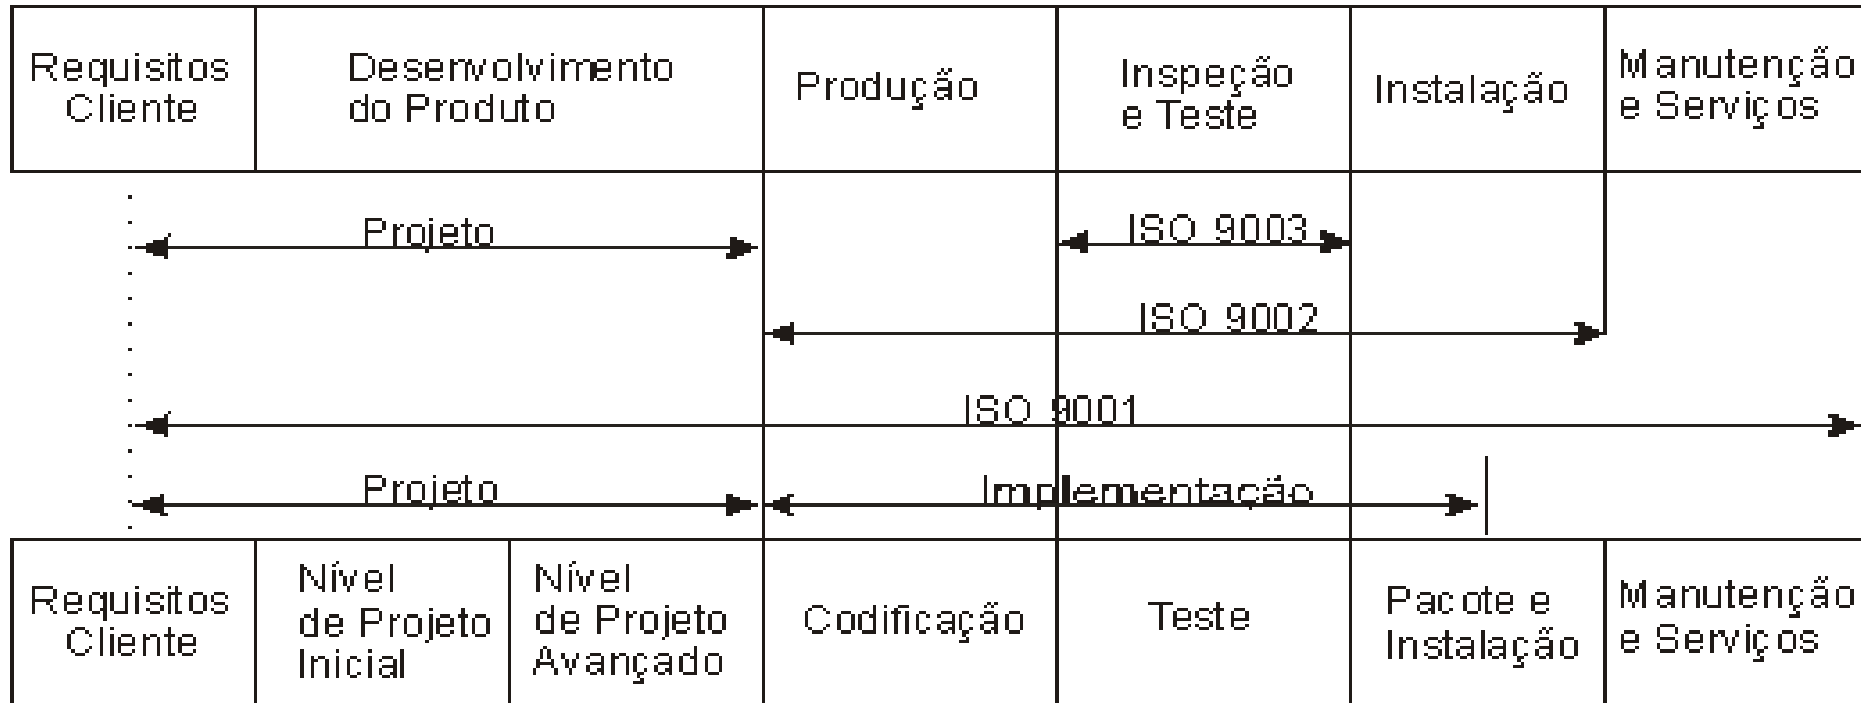 Requisitos
Cliente
Desenvolvimento
do Produto
Produção
Inspeção
e Teste
Instalação
Manutenção
e Serviços
Projeto
ISO 9003
ISO 9002
ISO 9001
Projeto
Implementação
Requisitos
Cliente
Nível
de Projeto
Inicial
Nível
de Projeto
Avançado
Codificação
Teste
Pacote e
Instalação
Manutenção
e Serviços